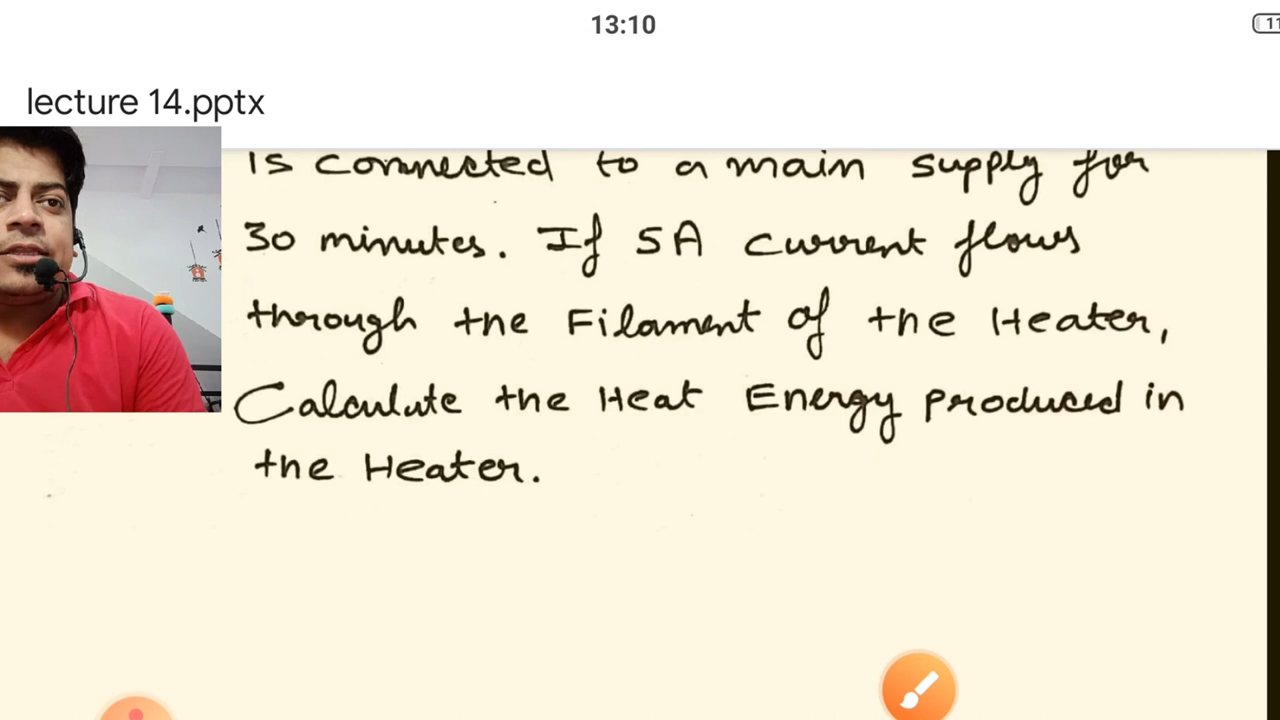 13:10
11
lecture 14.pptx
is connected to a main supply for
30 minutes. If 5A current flows
through the Filament of the Heater,
Calculate the Heat Energy produced in
the Heater.